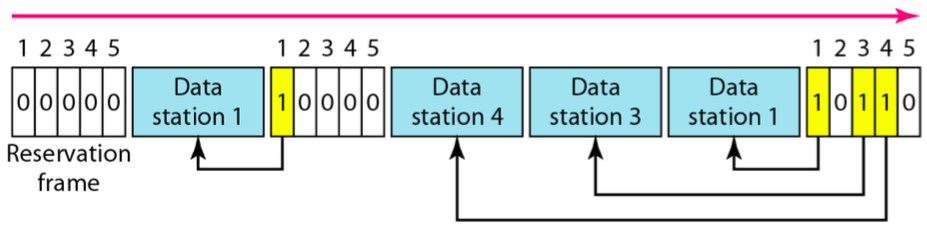 1 2 3 4 5
1 2 3 4 5
1 2 3 4 5
0 0 0 0 0
Data
station 1
1 0 0 0 0
Data
station 4
Data
station 3
Data
station 1
1 0 1 1 0
Reservation
frame